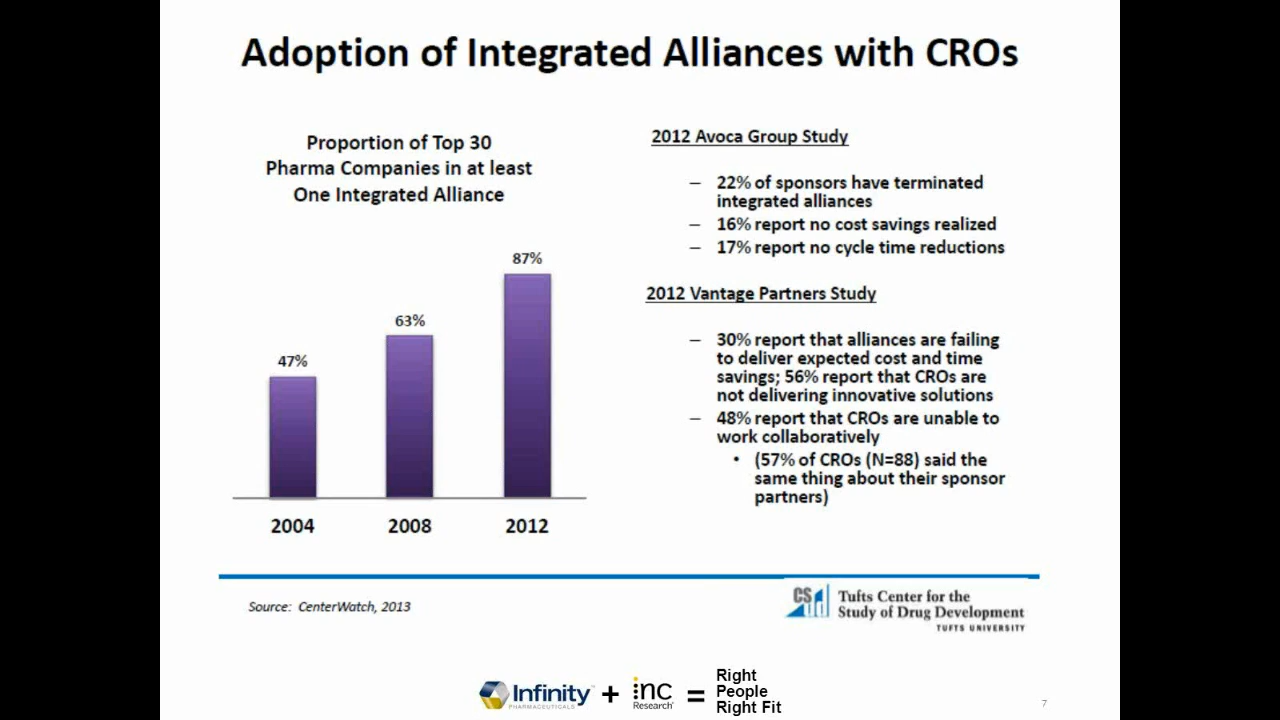 Adoption of Integrated Alliances with CROs
Proportion of Top 30
Pharma Companies in at least
One Integrated Alliance
87%
63%
47%
2004 2008 2012
2012 Avoca Group Study
– 22% of sponsors have terminated
integrated alliances
– 16% report no cost savings realized
– 17% report no cycle time reductions
2012 Vantage Partners Study
– 30% report that alliances are failing
to deliver expected cost and time
savings; 56% report that CROs are
not delivering innovative solutions
– 48% report that CROs are unable to
work collaboratively
• (57% of CROs (N=88) said the
same thing about their sponsor
partners)
Source: CenterWatch, 2013
CSdd
Tufts Center for the
Study of Drug Development
TUFTS UNIVERSITY
Infinity
PHARMACEUTICALS
+
inc
Research
=
Right
People
Right Fit
7